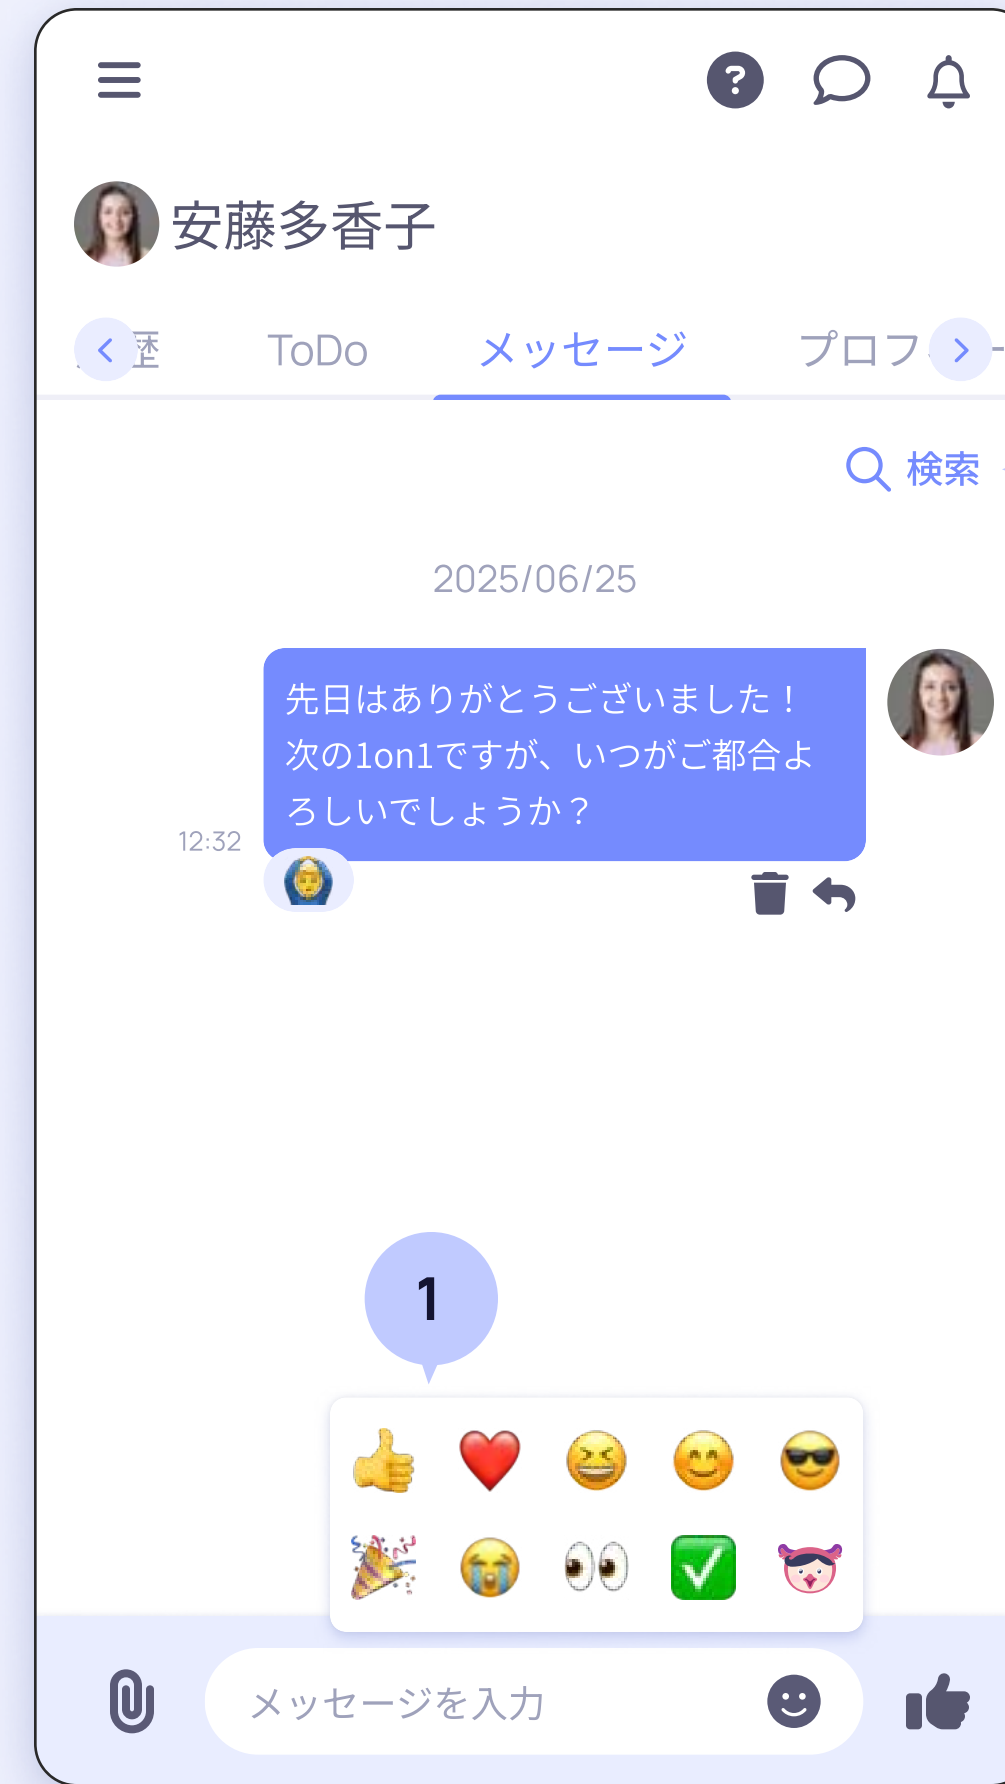 安藤多香子
歴
ToDo
メッセージ
プロフ
検索
2025/06/25
先日はありがとうございました！
次の1on1ですが、いつがご都合よ
ろしいでしょうか？
12:32
1
メッセージを入力